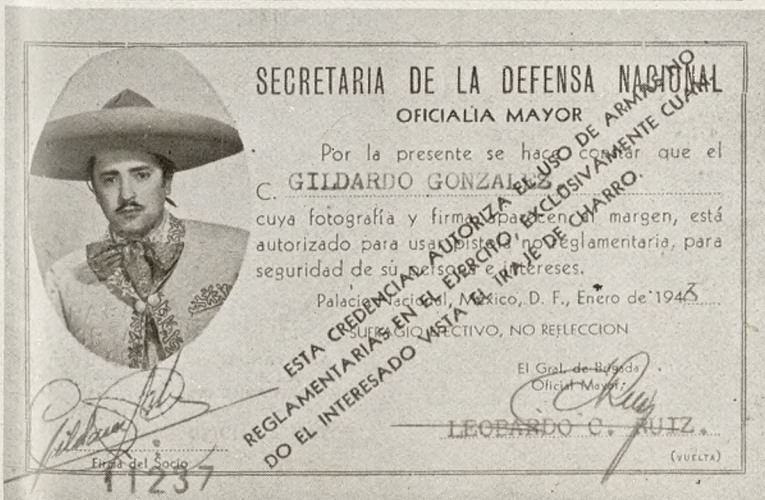 SECRETARIA DE LA DEFENSA NACIONAL
OFICIALIA MAYOR
Por la presente se hace constar que el
C. GILDARDO GONZALEZ.
cuya fotografía y firma aparecen al margen, está
autorizado para usar pistola no reglamentaria, para
seguridad de sú persona e intereses.
Palacio Nacional, México, D. F., Enero de 1943
SUFRAGIO EFECTIVO, NO REELECCION
El Gral. de Brigada
Oficial Mayor,
Ruiz
LEOBARDO C. RUIZ.
(VUELTA)
ESTA CREDENCIAL AUTORIZA EL USO DE ARMAS NO
REGLAMENTARIAS EN EL EJERCITO, EXCLUSIVAMENTE CUAN-
DO EL INTERESADO VISTA EL TRAJE DE CHARRO.
Firma del Socio
11237